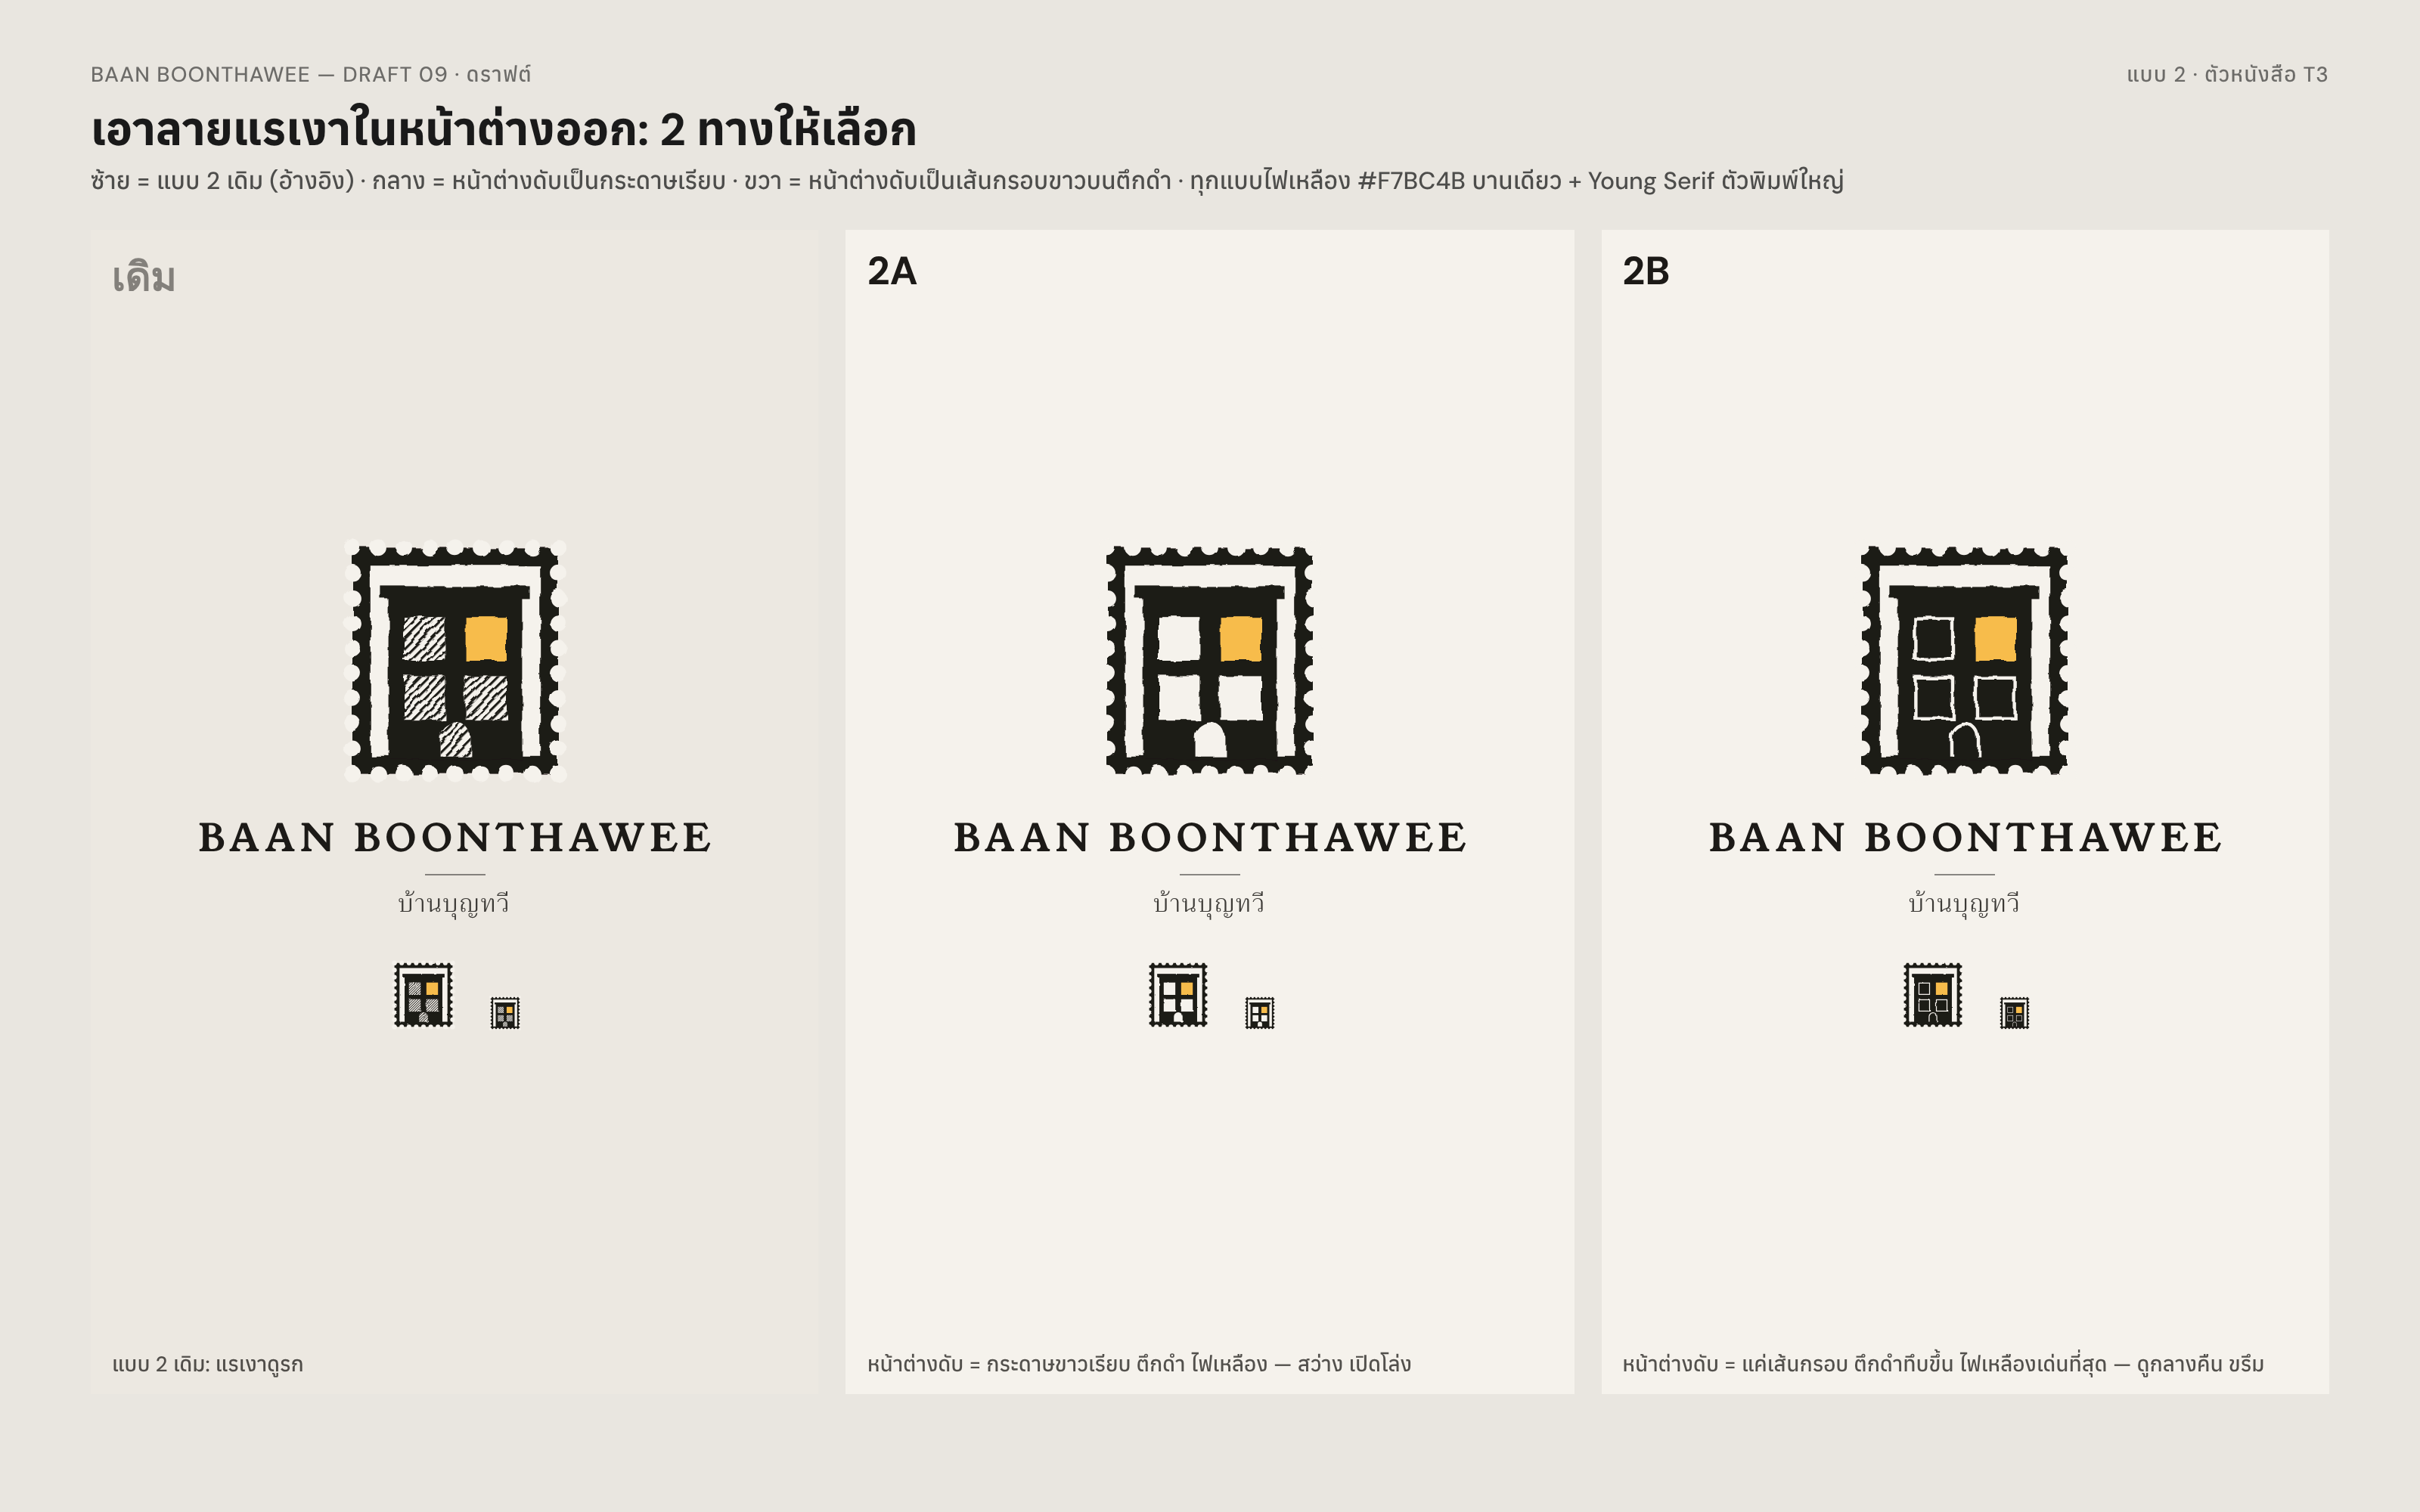 BAAN BOONTHAWEE — DRAFT 09 · ดราฟต์
แบบ 2 · ตัวหนังสือ T3
เอาลายแรเงาในหน้าต่างออก: 2 ทางให้เลือก
ซ้าย = แบบ 2 เดิม (อ้างอิง) · กลาง = หน้าต่างดับเป็นกระดาษเรียบ · ขวา = หน้าต่างดับเป็นเส้นกรอบขาวบนตึกดำ · ทุกแบบไฟเหลือง #F7BC4B บานเดียว + Young Serif ตัวพิมพ์ใหญ่
เดิม
BAAN BOONTHAWEE
บ้านบุญทวี
แบบ 2 เดิม: แรเงาดูรก
2A
BAAN BOONTHAWEE
บ้านบุญทวี
หน้าต่างดับ = กระดาษขาวเรียบ ตึกดำ ไฟเหลือง — สว่าง เปิดโล่ง
2B
BAAN BOONTHAWEE
บ้านบุญทวี
หน้าต่างดับ = แค่เส้นกรอบ ตึกดำทึบขึ้น ไฟเหลืองเด่นที่สุด — ดูกลางคืน ขรึม